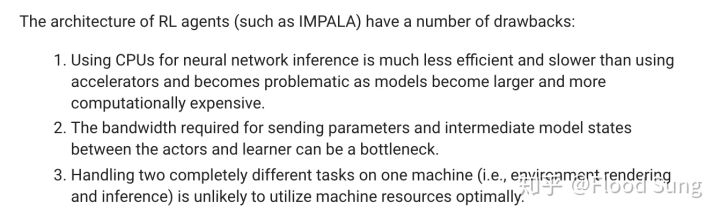 The architecture of RL agents (such as IMPALA) have a number of drawbacks:
1. Using CPUs for neural network inference is much less efficient and slower than using
accelerators and becomes problematic as models become larger and more
computationally expensive.
2. The bandwidth required for sending parameters and intermediate model states
between the actors and learner can be a bottleneck.
3. Handling two completely different tasks on one machine (i.e., environment rendering
and inference) is unlikely to utilize machine resources optimally.
知乎 @Flood Sung